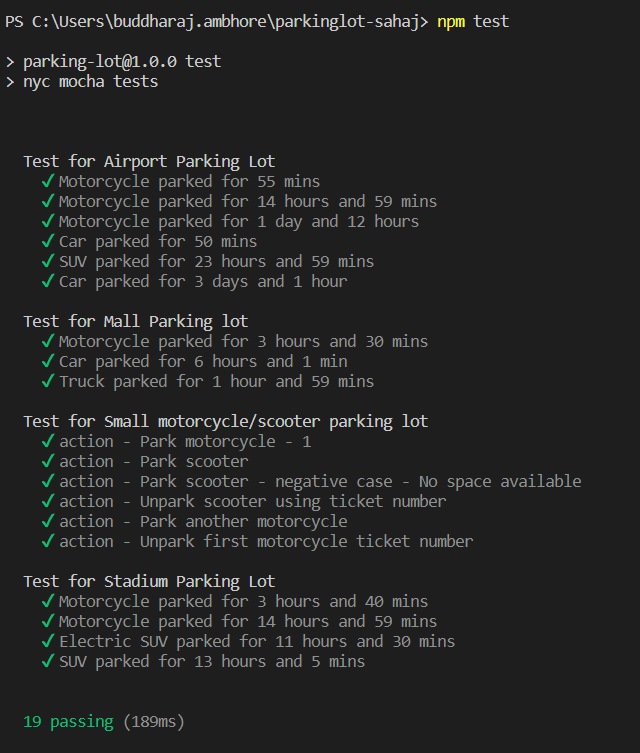 PS C:\Users\buddharaj.ambhore\parkinglot-sahaj> npm test
> parking-lot@1.0.0 test
> nyc mocha tests
Test for Airport Parking Lot
✓ Motorcycle parked for 55 mins
✓ Motorcycle parked for 14 hours and 59 mins
✓ Motorcycle parked for 1 day and 12 hours
✓ Car parked for 50 mins
✓ SUV parked for 23 hours and 59 mins
✓ Car parked for 3 days and 1 hour
Test for Mall Parking lot
✓ Motorcycle parked for 3 hours and 30 mins
✓ Car parked for 6 hours and 1 min
✓ Truck parked for 1 hour and 59 mins
Test for Small motorcycle/scooter parking lot
✓ action - Park motorcycle - 1
✓ action - Park scooter
✓ action - Park scooter - negative case - No space available
✓ action - Unpark scooter using ticket number
✓ action - Park another motorcycle
✓ action - Unpark first motorcycle ticket number
Test for Stadium Parking Lot
✓ Motorcycle parked for 3 hours and 40 mins
✓ Motorcycle parked for 14 hours and 59 mins
✓ Electric SUV parked for 11 hours and 30 mins
✓ SUV parked for 13 hours and 5 mins
19 passing (189ms)